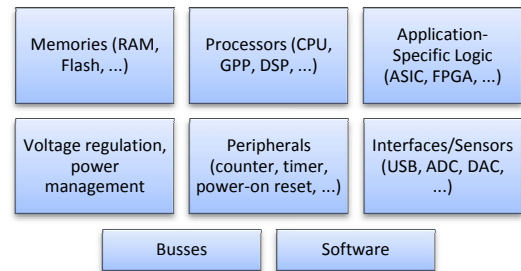 Memories (RAM,
Flash, ...)
Processors (CPU,
GPP, DSP, ...)
Application-
Specific Logic
(ASIC, FPGA, ...)
Voltage regulation,
power
management
Peripherals
(counter, timer,
power-on reset, ...)
Interfaces/Sensors
(USB, ADC, DAC,
...)
Busses
Software